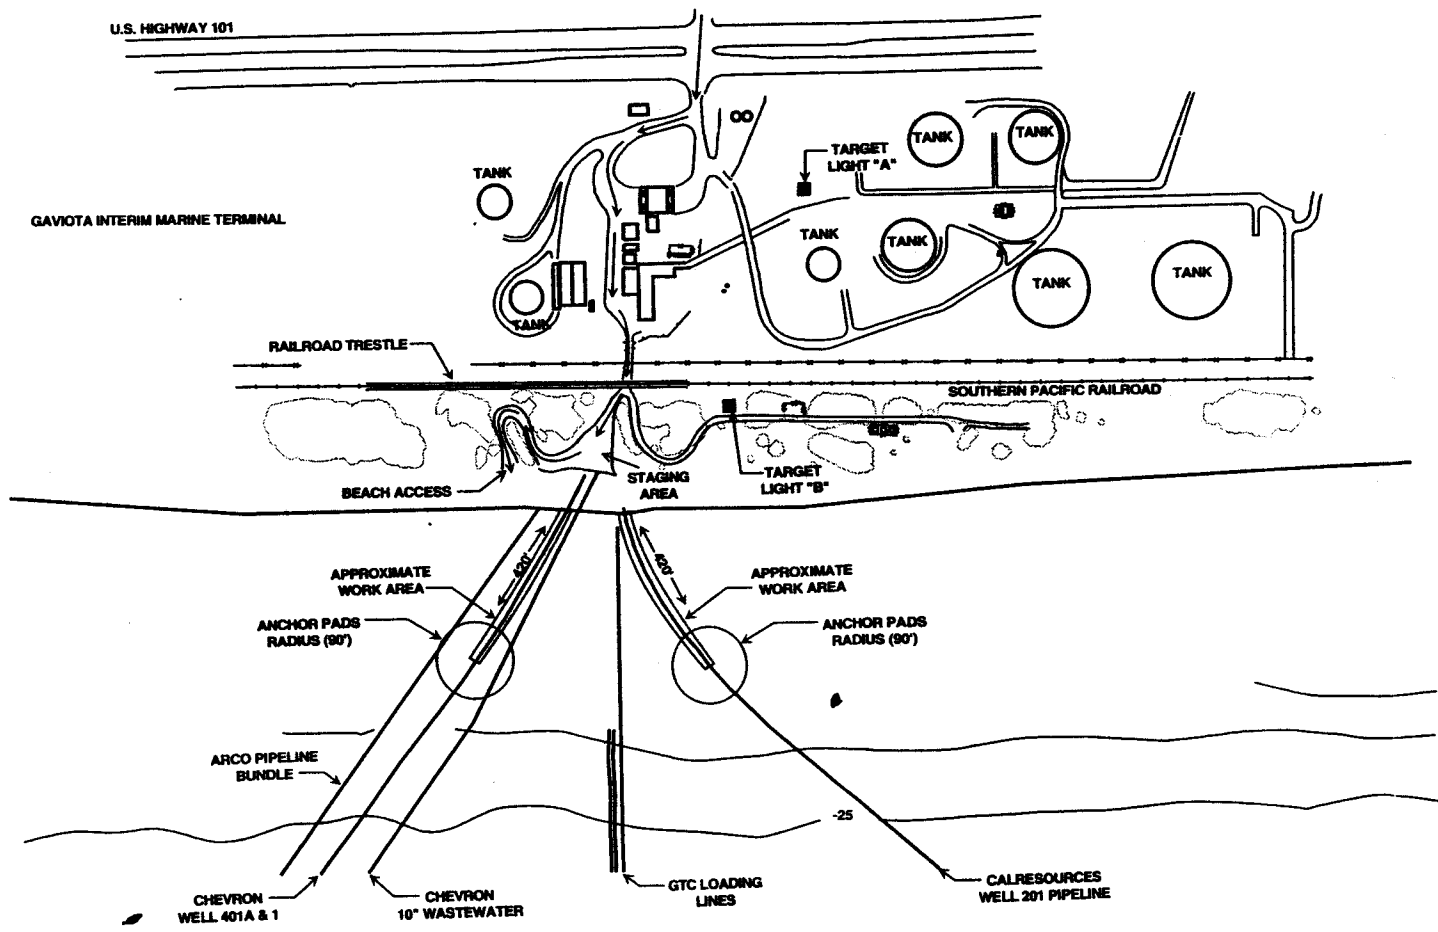 U.S. HIGHWAY 101
TARGET
LIGHT "A"
TANK
TANK
TANK
GAVIOTA INTERIM MARINE TERMINAL
TANK
TANK
TANK
TANK
TANK
RAILROAD TRESTLE
SOUTHERN PACIFIC RAILROAD
BEACH ACCESS
STAGING
AREA
TARGET
LIGHT "B"
420'
420'
APPROXIMATE
WORK AREA
APPROXIMATE
WORK AREA
ANCHOR PADS
RADIUS (90')
ANCHOR PADS
RADIUS (90')
ARCO PIPELINE
BUNDLE
-25
CHEVRON
WELL 401A & 1
CHEVRON
10" WASTEWATER
GTC LOADING
LINES
CALRESOURCES
WELL 201 PIPELINE